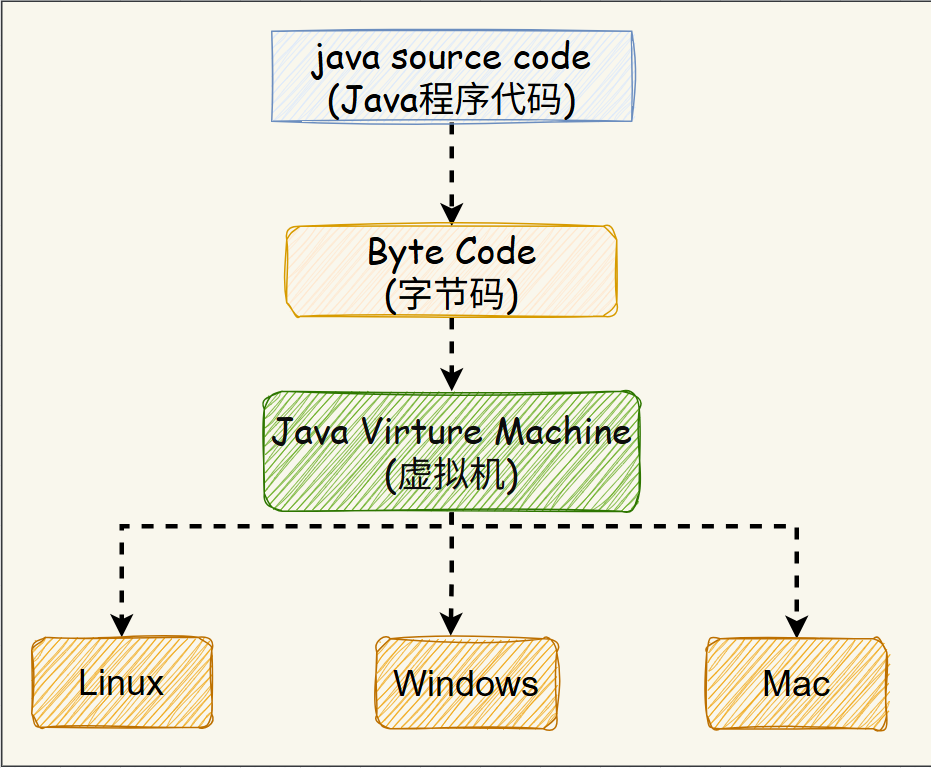 java source code
(Java程序代码)
Byte Code
(字节码)
Java Virture Machine
(虚拟机)
Linux
Windows
Mac